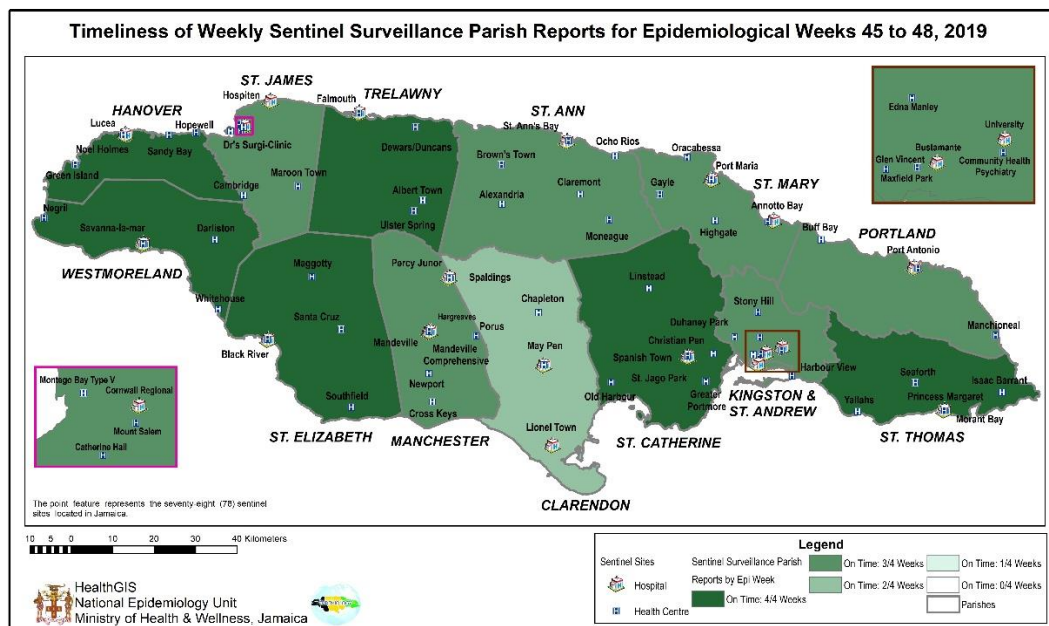 Timeliness of Weekly Sentinel Surveillance Parish Reports for Epidemiological Weeks 45 to 48, 2019
ST. JAMES
Hospiten
TRELAWNY
Falmouth
HANOVER
Lucea
Hopewell
Noel Holmes
Sandy Bay
Green Island
Dr's Surgi-Clinic
Maroon Town
Cambridge
Dewars/Duncans
Albert Town
Ulster Spring
ST. ANN
St. Ann's Bay
Ocho Rios
Brown's Town
Alexandria
Claremont
Moneague
Oracabessa
Port Maria
Gayle
ST. MARY
Highgate
Annotto Bay
Buff Bay
PORTLAND
Port Antonio
Manchioneal
Edna Manley
University
Bustamante
Glen Vincent
Maxfield Park
Community Health
Psychiatry
Negril
Savanna-la-mar
Darliston
WESTMORELAND
Whitehouse
Maggotty
Santa Cruz
Black River
Southfield
ST. ELIZABETH
Percy Junor
Spaldings
Hargreaves
Mandeville
Porus
Mandeville
Comprehensive
Newport
Cross Keys
MANCHESTER
Chapleton
May Pen
Lionel Town
CLARENDON
Linstead
Christian Pen
Spanish Town
St. Jago Park
Old Harbour
Greater
Portmore
ST. CATHERINE
Stony Hill
Duhaney Park
Harbour View
KINGSTON &
ST. ANDREW
Seaforth
Isaac Barrant
Yallahs
Princess Margaret
Morant Bay
ST. THOMAS
Montego Bay Type V
Cornwall Regional
Mount Salem
Catherine Hall
The point feature represents the seventy-eight (78) sentinel
sites located in Jamaica.
10 5 0 10 20 30 40 Kilometers
HealthGIS
National Epidemiology Unit
Ministry of Health & Wellness, Jamaica
Legend
Sentinel Sites
Hospital
Health Centre
Sentinel Surveillance Parish
Reports by Epi Week
On Time: 4/4 Weeks
On Time: 3/4 Weeks
On Time: 2/4 Weeks
On Time: 1/4 Weeks
On Time: 0/4 Weeks
Parishes